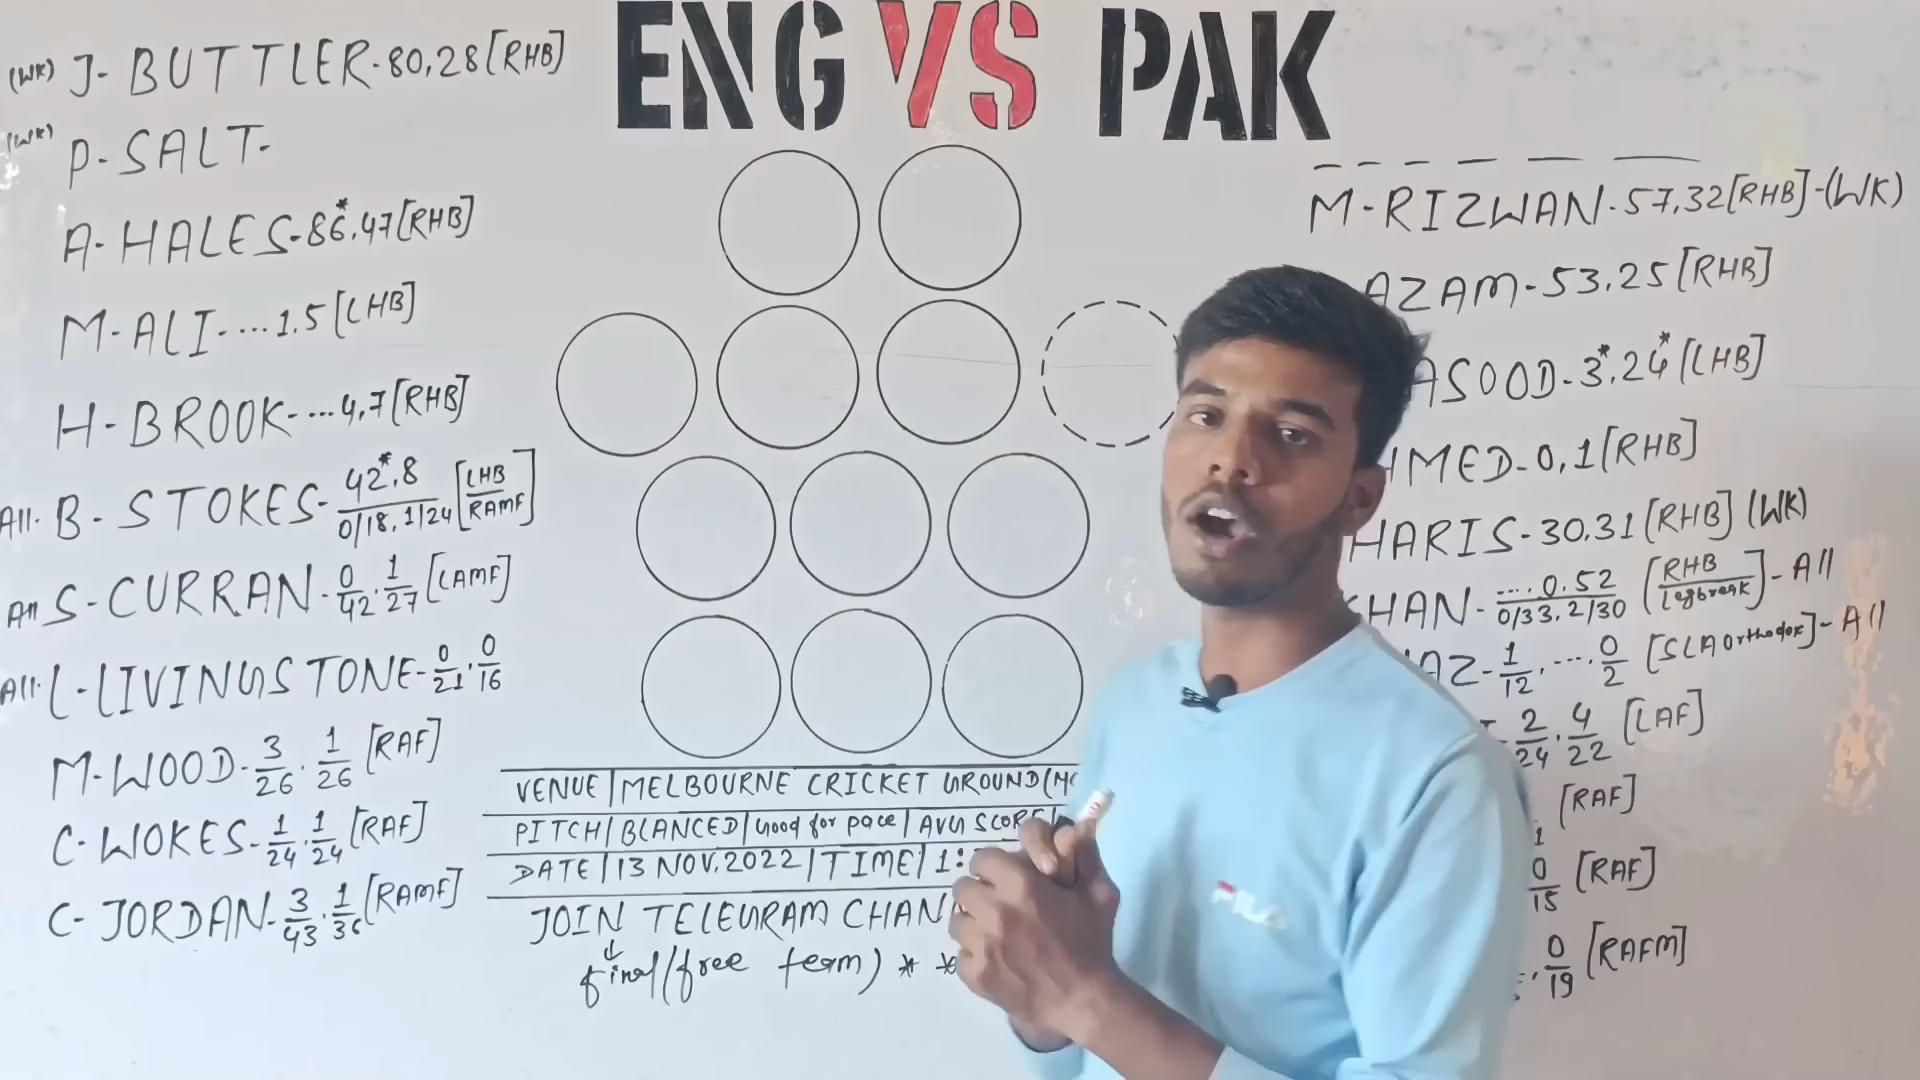 ENG VS PAK
(WK) J- BUTTLER-80,28[RHB]
(WK) P-SALT-
A-HALES-86*,47[RHB]
M-ALI-...1,5[LHB]
H-BROOK-...4,7[RHB]
All. B-STOKES- 42*,8 [LHB
0/18,1/24 RAMF]
All S-CURRAN- 0/42, 1/27 [LAMF]
All. L-LIVINGSTONE- 0/21, 0/16
M-WOOD- 3/26, 1/26 [RAF]
C-WOKES- 1/24, 1/24 [RAF]
C-JORDAN- 3/43, 1/36 [RAMF]
VENUE|MELBOURNE CRICKET GROUND(MC
PITCH|BLANCED|Good for pace|AVG SCORE
DATE|13 NOV,2022|TIME|1:
JOIN TELEGRAM CHAN
final(free team) *
M-RIZWAN-57,32[RHB]-(WK)
AZAM-53,25[RHB]
ASOOD-3*,24*[LHB]
HMED-0,1[RHB]
HARIS-30,31[RHB](WK)
KHAN- ....0,52 [RHB
0/33,2/30 Legbreak]-All
AZ- 1/12, .... 0/2 [SLAOrthodox]-All
2/24, 4/22 [LAF]
1 [RAF]
0/15 [RAF]
0/19 [RAFM]
FILA